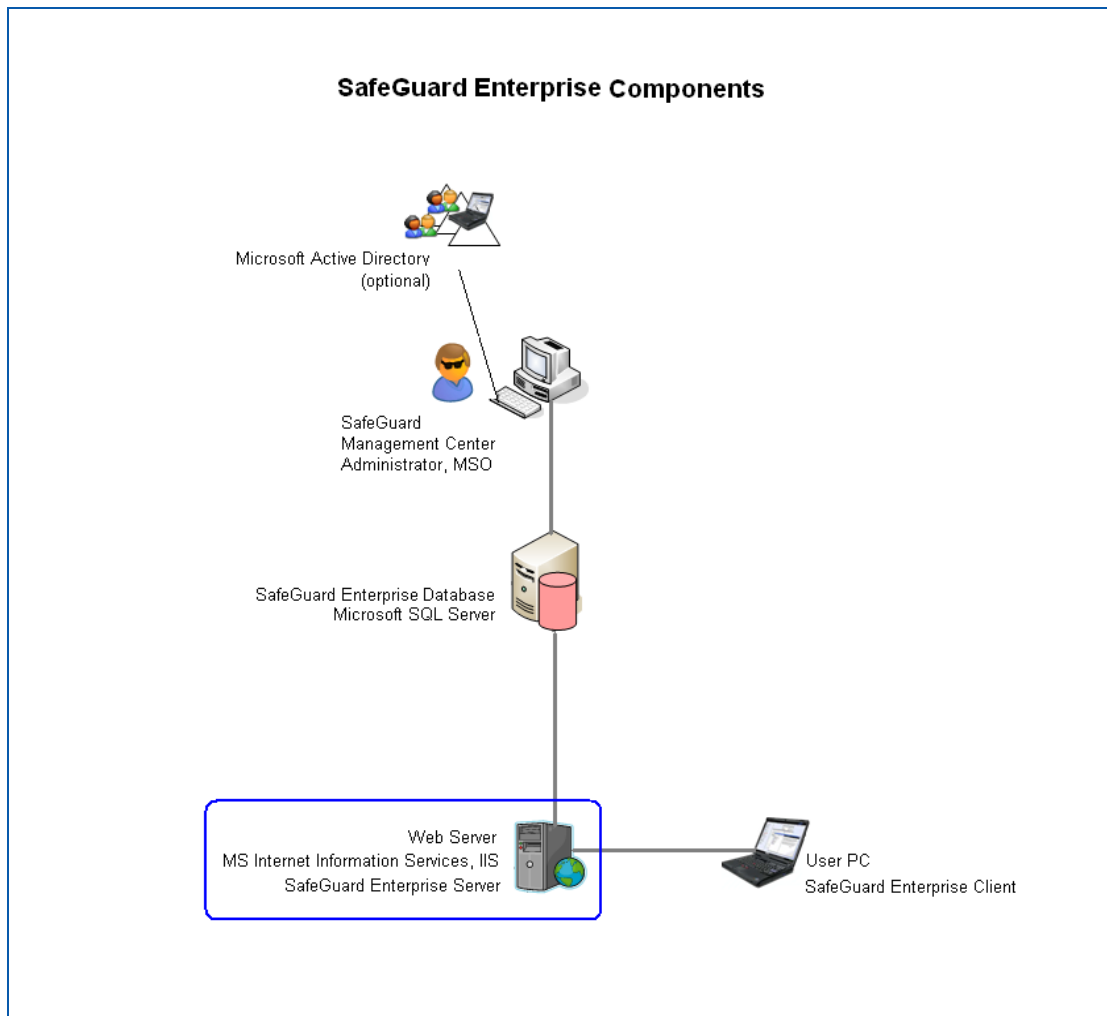 SafeGuard Enterprise Components
Microsoft Active Directory
(optional)
SafeGuard
Management Center
Administrator, MSO
SafeGuard Enterprise Database
Microsoft SQL Server
Web Server
MS Internet Information Services, IIS
SafeGuard Enterprise Server
User PC
SafeGuard Enterprise Client